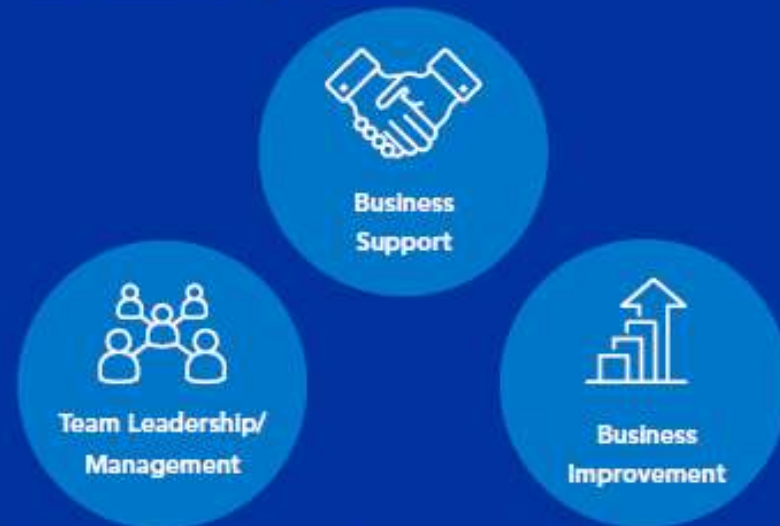 Business
Support
Team Leadership/
Management
Business
Improvement